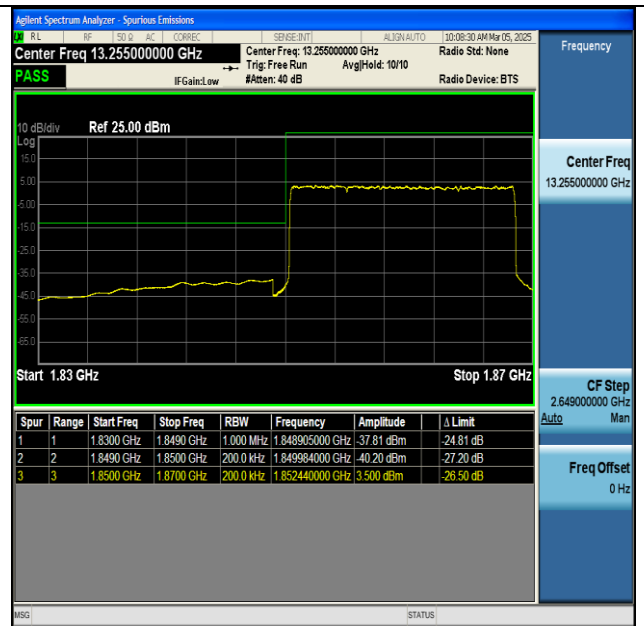 Agilent Spectrum Analyzer - Spurious Emissions
LXI RL RF 50 Ω AC CORREC SENSE:INT ALIGN AUTO 10:08:30 AM Mar 05, 2025
Center Freq 13.255000000 GHz
Center Freq: 13.255000000 GHz
Radio Std: None
Trig: Free Run Avg|Hold: 10/10
PASS
IFGain:Low
#Atten: 40 dB
Radio Device: BTS
Frequency
10 dB/div Ref 25.00 dBm
Log
15.0
5.00
-5.00
-15.0
-25.0
-35.0
-45.0
-55.0
-65.0
Start 1.83 GHz
Stop 1.87 GHz
Center Freq
13.255000000 GHz
CF Step
2.649000000 GHz
Auto Man
Freq Offset
0 Hz
Spur Range Start Freq Stop Freq RBW Frequency Amplitude Δ Limit
1 1 1.8300 GHz 1.8490 GHz 1.000 MHz 1.848905000 GHz -37.81 dBm -24.81 dB
2 2 1.8490 GHz 1.8500 GHz 200.0 kHz 1.849984000 GHz -40.20 dBm -27.20 dB
3 3 1.8500 GHz 1.8700 GHz 200.0 kHz 1.852440000 GHz 3.500 dBm -26.50 dB
MSG STATUS